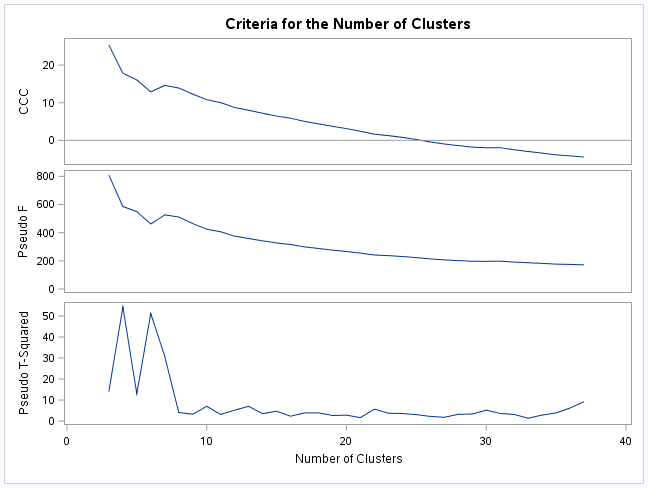 Criteria for the Number of Clusters
CCC
20
10
0
Pseudo F
800
600
400
200
0
Pseudo T-Squared
50
40
30
20
10
0
0 10 20 30 40
Number of Clusters